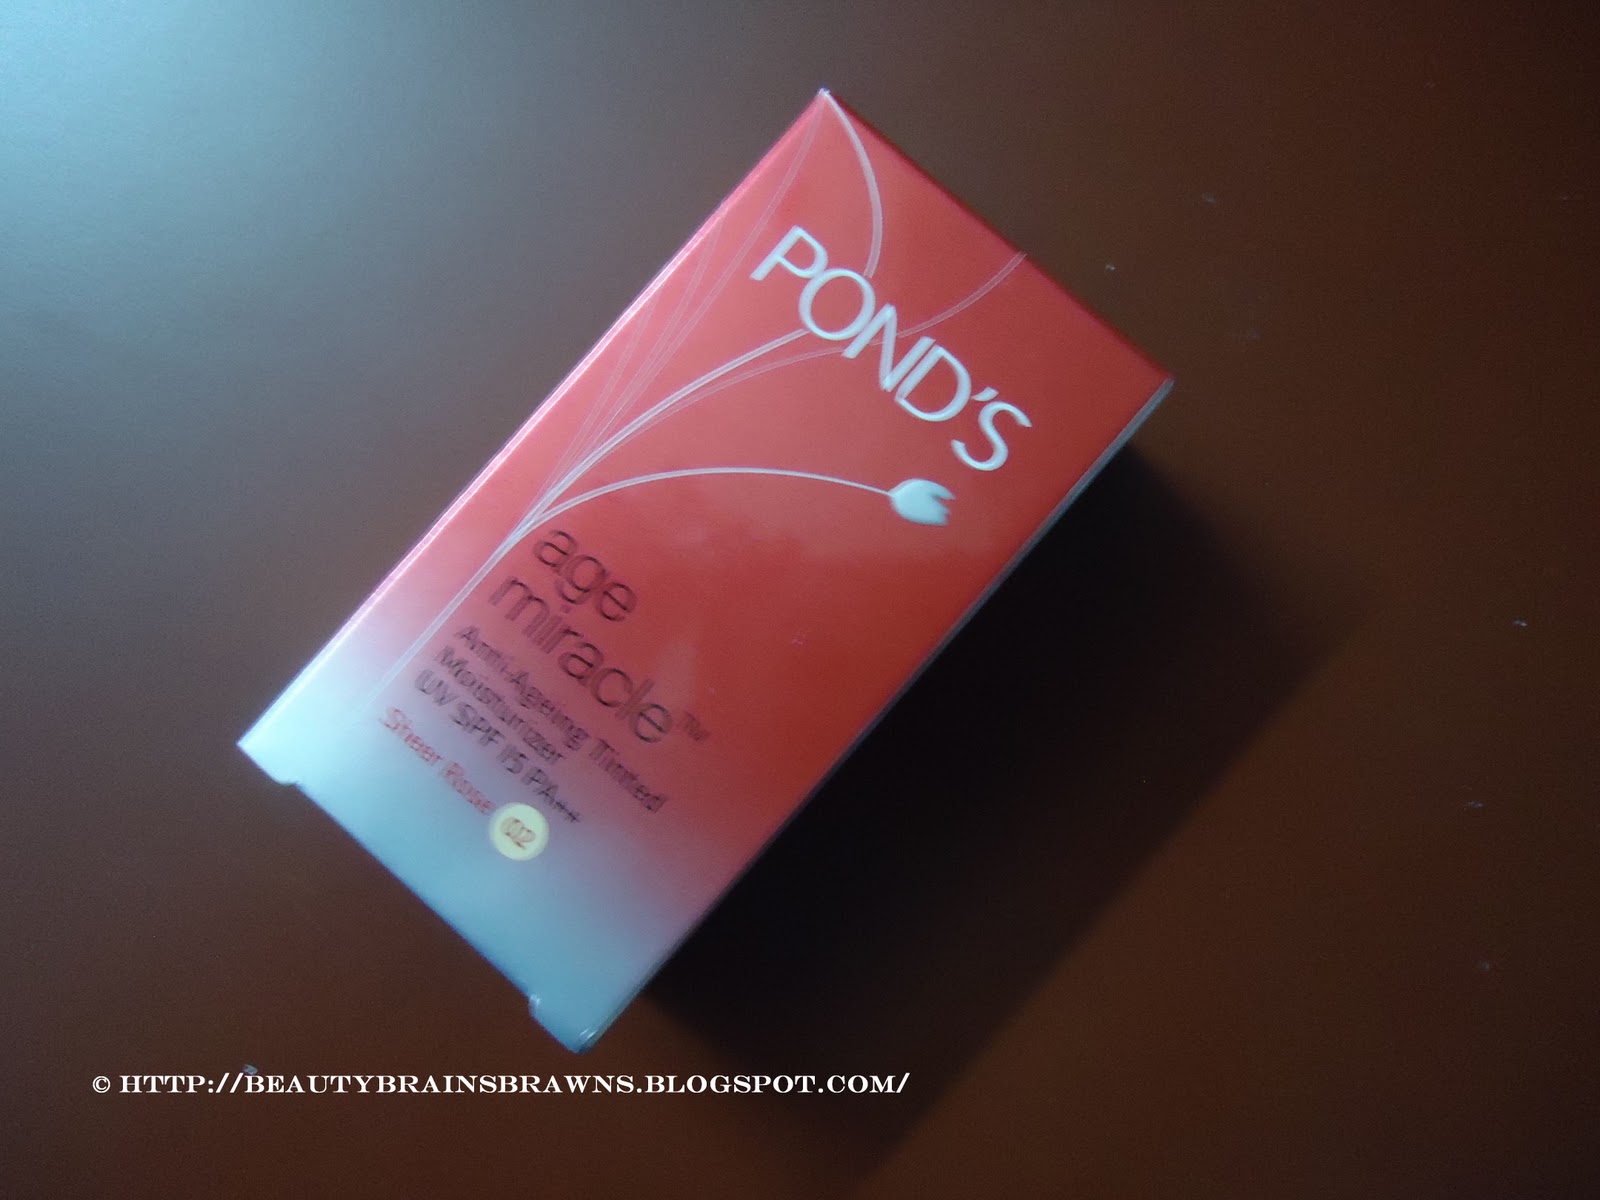 POND'S
age
miracle™
Anti-Ageing Tinted
Moisturizer
UV SPF 15 PA++
Sheer Rose 02
© HTTP://BEAUTYBRAINSBRAWNS.BLOGSPOT.COM/